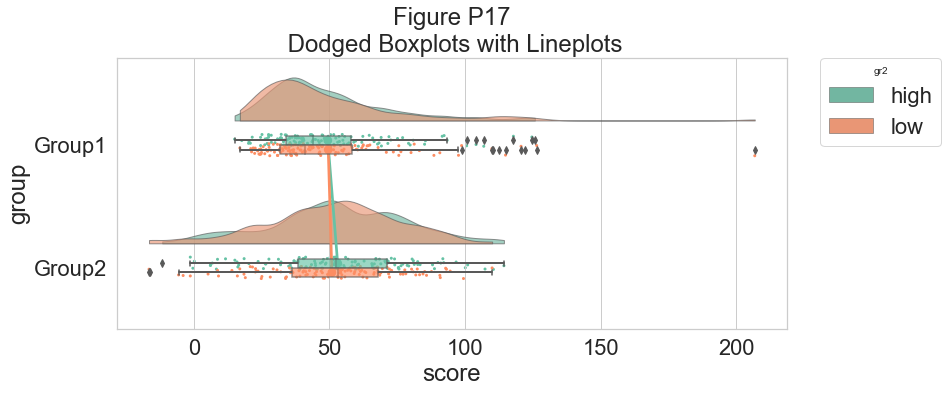 Figure P17
Dodged Boxplots with Lineplots
gr2
high
low
group
Group1
Group2
0 50 100 150 200
score